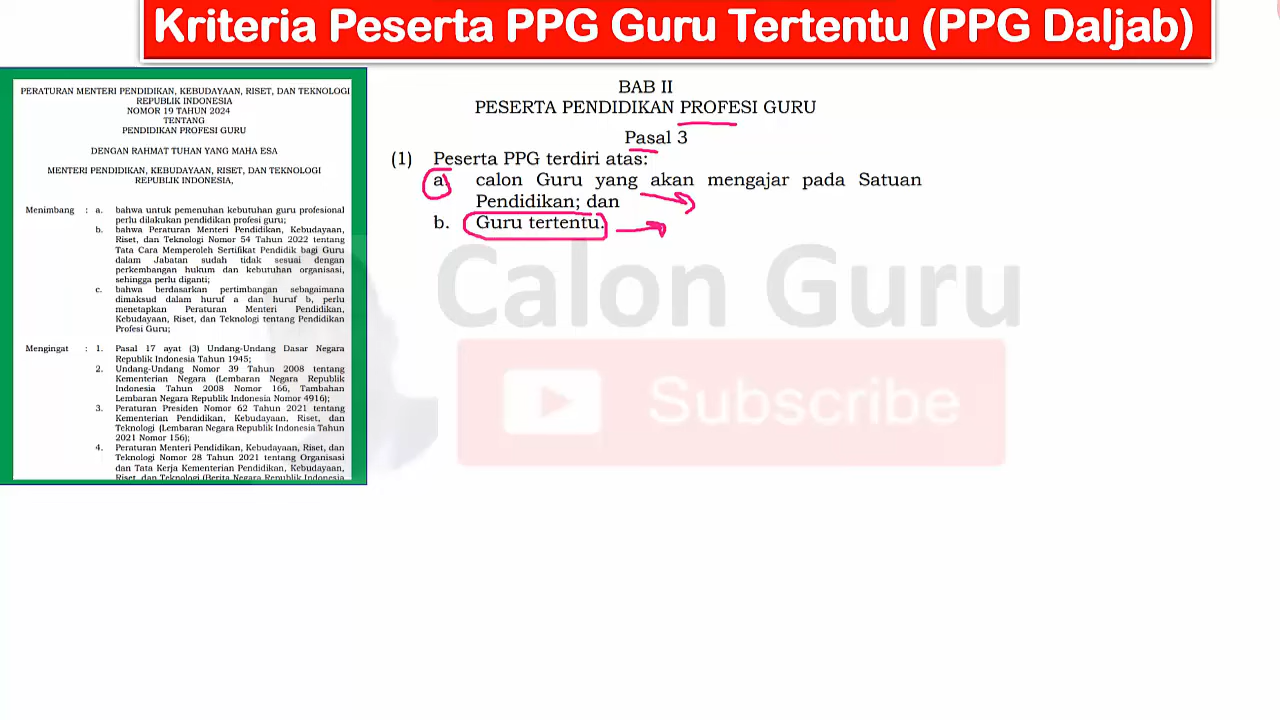 Kriteria Peserta PPG Guru Tertentu (PPG Daljab)
PERATURAN MENTERI PENDIDIKAN, KEBUDAYAAN, RISET, DAN TEKNOLOGI
REPUBLIK INDONESIA
NOMOR 19 TAHUN 2024
TENTANG
PENDIDIKAN PROFESI GURU
DENGAN RAHMAT TUHAN YANG MAHA ESA
MENTERI PENDIDIKAN, KEBUDAYAAN, RISET, DAN TEKNOLOGI
REPUBLIK INDONESIA,
Menimbang : a. bahwa untuk pemenuhan kebutuhan guru profesional
perlu dilakukan pendidikan profesi guru;
b. bahwa Peraturan Menteri Pendidikan, Kebudayaan,
Riset, dan Teknologi Nomor 54 Tahun 2022 tentang
Tata Cara Memperoleh Sertifikat Pendidik bagi Guru
dalam Jabatan sudah tidak sesuai dengan
perkembangan hukum dan kebutuhan organisasi,
sehingga perlu diganti;
c. bahwa berdasarkan pertimbangan sebagaimana
dimaksud dalam huruf a dan huruf b, perlu
menetapkan Peraturan Menteri Pendidikan,
Kebudayaan, Riset, dan Teknologi tentang Pendidikan
Profesi Guru;
Mengingat : 1. Pasal 17 ayat (3) Undang-Undang Dasar Negara
Republik Indonesia Tahun 1945;
2. Undang-Undang Nomor 39 Tahun 2008 tentang
Kementerian Negara (Lembaran Negara Republik
Indonesia Tahun 2008 Nomor 166, Tambahan
Lembaran Negara Republik Indonesia Nomor 4916);
3. Peraturan Presiden Nomor 62 Tahun 2021 tentang
Kementerian Pendidikan, Kebudayaan, Riset, dan
Teknologi (Lembaran Negara Republik Indonesia Tahun
2021 Nomor 156);
4. Peraturan Menteri Pendidikan, Kebudayaan, Riset, dan
Teknologi Nomor 28 Tahun 2021 tentang Organisasi
dan Tata Kerja Kementerian Pendidikan, Kebudayaan,
Riset, dan Teknologi (Berita Negara Republik Indonesia
BAB II
PESERTA PENDIDIKAN PROFESI GURU
Pasal 3
(1) Peserta PPG terdiri atas:
a. calon Guru yang akan mengajar pada Satuan
Pendidikan; dan
b. Guru tertentu.
Calon Guru
Subscribe